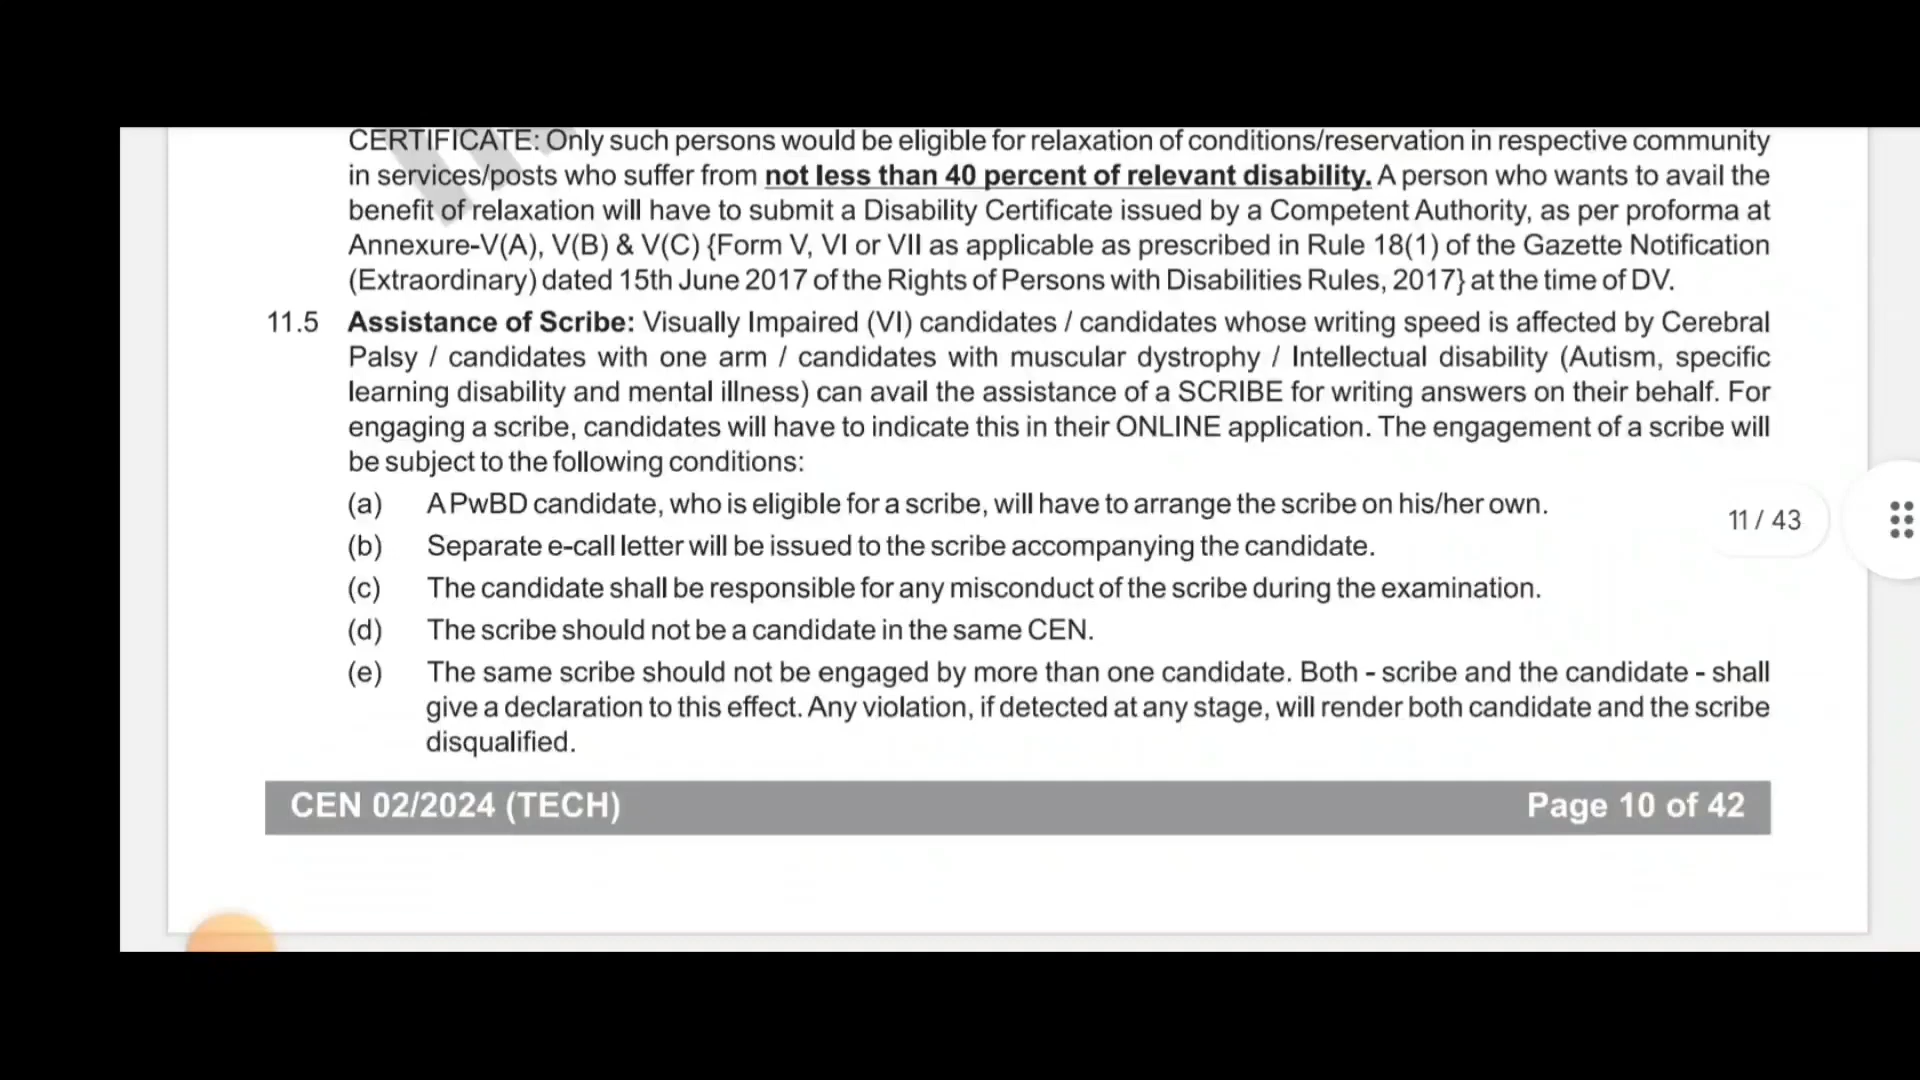 CERTIFICATE: Only such persons would be eligible for relaxation of conditions/reservation in respective community
in services/posts who suffer from not less than 40 percent of relevant disability. A person who wants to avail the
benefit of relaxation will have to submit a Disability Certificate issued by a Competent Authority, as per proforma at
Annexure-V(A), V(B) & V(C) {Form V, VI or VII as applicable as prescribed in Rule 18(1) of the Gazette Notification
(Extraordinary) dated 15th June 2017 of the Rights of Persons with Disabilities Rules, 2017} at the time of DV.
11.5 Assistance of Scribe: Visually Impaired (VI) candidates / candidates whose writing speed is affected by Cerebral
Palsy / candidates with one arm / candidates with muscular dystrophy / Intellectual disability (Autism, specific
learning disability and mental illness) can avail the assistance of a SCRIBE for writing answers on their behalf. For
engaging a scribe, candidates will have to indicate this in their ONLINE application. The engagement of a scribe will
be subject to the following conditions:
(a) A PwBD candidate, who is eligible for a scribe, will have to arrange the scribe on his/her own.
11 / 43
(b) Separate e-call letter will be issued to the scribe accompanying the candidate.
(c) The candidate shall be responsible for any misconduct of the scribe during the examination.
(d) The scribe should not be a candidate in the same CEN.
(e) The same scribe should not be engaged by more than one candidate. Both - scribe and the candidate - shall
give a declaration to this effect. Any violation, if detected at any stage, will render both candidate and the scribe
disqualified.
CEN 02/2024 (TECH) Page 10 of 42